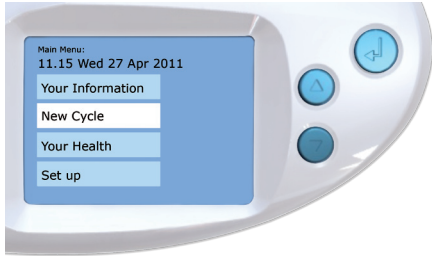 Main Menu:
11.15 Wed 27 Apr 2011
Your Information
New Cycle
Your Health
Set up